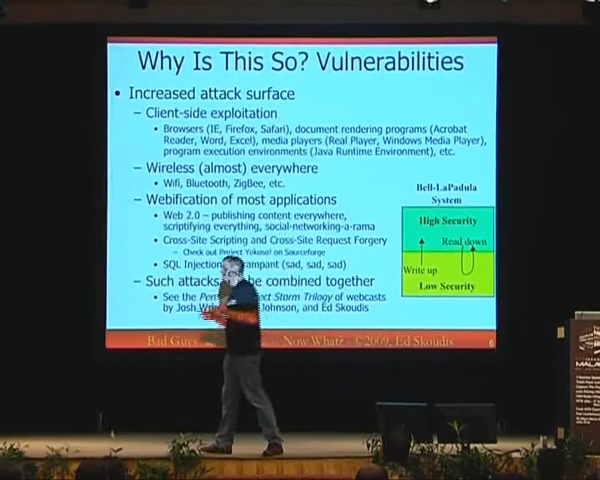 Why Is This So? Vulnerabilities
• Increased attack surface
– Client-side exploitation
• Browsers (IE, Firefox, Safari), document rendering programs (Acrobat
Reader, Word, Excel), media players (Real Player, Windows Media Player),
program execution environments (Java Runtime Environment), etc.
– Wireless (almost) everywhere
• Wifi, Bluetooth, ZigBee, etc.
– Webification of most applications
• Web 2.0 – publishing content everywhere,
scriptifying everything, social-networking-a-rama
• Cross-Site Scripting and Cross-Site Request Forgery
– Check out Project Yokoso! on Sourceforge
• SQL Injection rampant (sad, sad, sad)
– Such attacks be combined together
• See the Storm Trilogy of webcasts
by Josh Johnson, and Ed Skoudis
Bell-LaPadula
System
High Security
Read down
Write up
Low Security
Bad Guys Now What? - ©2009, Ed Skoudis 6